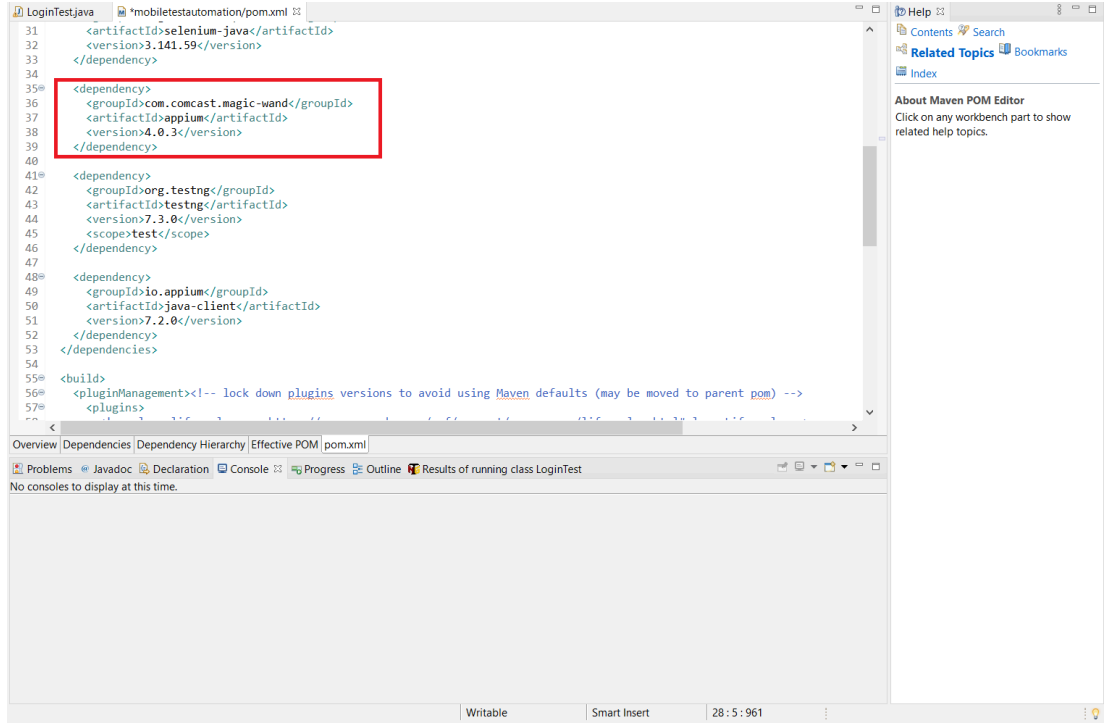 LoginTest.java *mobiletestautomation/pom.xml
31 <artifactId>selenium-java</artifactId>
32 <version>3.141.59</version>
33 </dependency>
34
35 <dependency>
36 <groupId>com.comcast.magic-wand</groupId>
37 <artifactId>appium</artifactId>
38 <version>4.0.3</version>
39 </dependency>
40
41 <dependency>
42 <groupId>org.testng</groupId>
43 <artifactId>testng</artifactId>
44 <version>7.3.0</version>
45 <scope>test</scope>
46 </dependency>
47
48 <dependency>
49 <groupId>io.appium</groupId>
50 <artifactId>java-client</artifactId>
51 <version>7.2.0</version>
52 </dependency>
53 </dependencies>
54
55 <build>
56 <pluginManagement><!-- lock down plugins versions to avoid using Maven defaults (may be moved to parent pom) -->
57 <plugins>
Overview Dependencies Dependency Hierarchy Effective POM pom.xml
Problems Javadoc Declaration Console Progress Outline Results of running class LoginTest
No consoles to display at this time.
Help
Contents Search
Related Topics Bookmarks
Index
About Maven POM Editor
Click on any workbench part to show
related help topics.
Writable Smart Insert 28 : 5 : 961